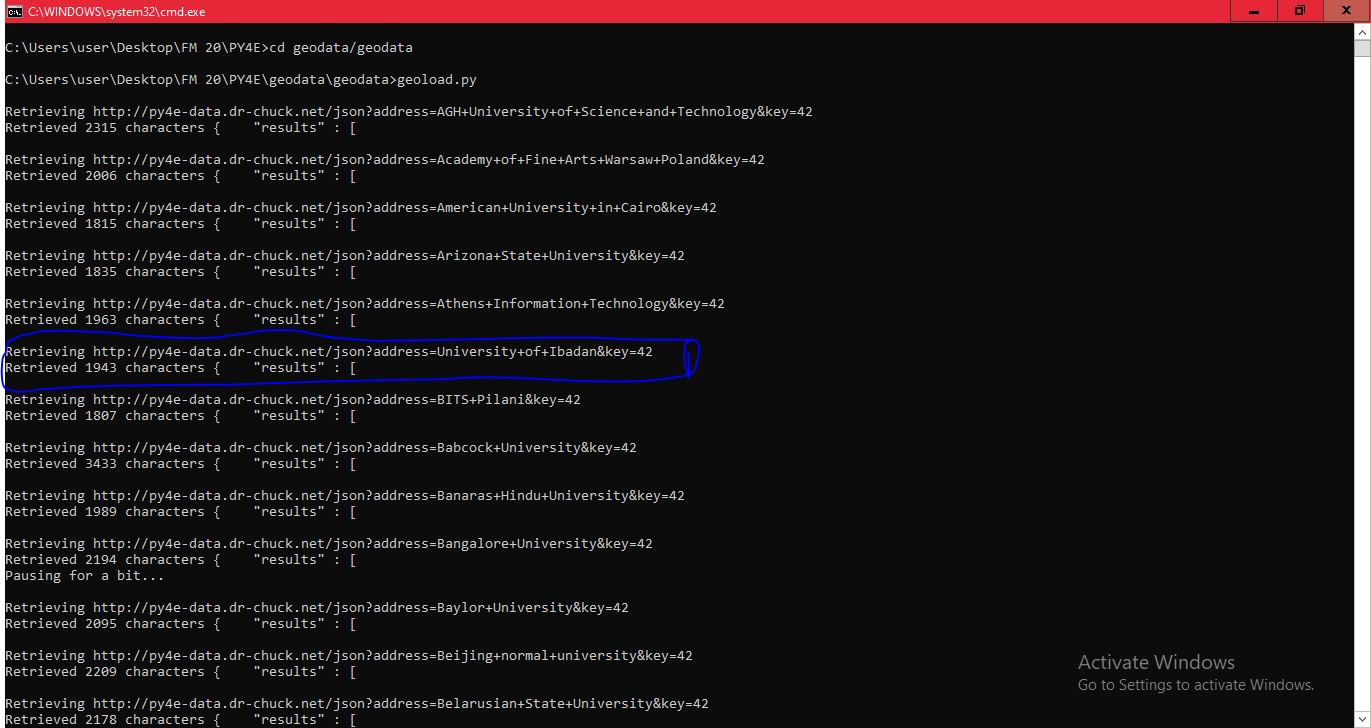 C:\WINDOWS\system32\cmd.exe
C:\Users\user\Desktop\FM 20\PY4E>cd geodata/geodata
C:\Users\user\Desktop\FM 20\PY4E\geodata\geodata>geoload.py
Retrieving http://py4e-data.dr-chuck.net/json?address=AGH+University+of+Science+and+Technology&key=42
Retrieved 2315 characters {    "results" : [
Retrieving http://py4e-data.dr-chuck.net/json?address=Academy+of+Fine+Arts+Warsaw+Poland&key=42
Retrieved 2006 characters {    "results" : [
Retrieving http://py4e-data.dr-chuck.net/json?address=American+University+in+Cairo&key=42
Retrieved 1815 characters {    "results" : [
Retrieving http://py4e-data.dr-chuck.net/json?address=Arizona+State+University&key=42
Retrieved 1835 characters {    "results" : [
Retrieving http://py4e-data.dr-chuck.net/json?address=Athens+Information+Technology&key=42
Retrieved 1963 characters {    "results" : [
Retrieving http://py4e-data.dr-chuck.net/json?address=University+of+Ibadan&key=42
Retrieved 1943 characters {    "results" : [
Retrieving http://py4e-data.dr-chuck.net/json?address=BITS+Pilani&key=42
Retrieved 1807 characters {    "results" : [
Retrieving http://py4e-data.dr-chuck.net/json?address=Babcock+University&key=42
Retrieved 3433 characters {    "results" : [
Retrieving http://py4e-data.dr-chuck.net/json?address=Banaras+Hindu+University&key=42
Retrieved 1989 characters {    "results" : [
Retrieving http://py4e-data.dr-chuck.net/json?address=Bangalore+University&key=42
Retrieved 2194 characters {    "results" : [
Pausing for a bit...
Retrieving http://py4e-data.dr-chuck.net/json?address=Baylor+University&key=42
Retrieved 2095 characters {    "results" : [
Retrieving http://py4e-data.dr-chuck.net/json?address=Beijing+normal+university&key=42
Retrieved 2209 characters {    "results" : [
Retrieving http://py4e-data.dr-chuck.net/json?address=Belarusian+State+University&key=42
Retrieved 2178 characters {    "results" : [
Activate Windows
Go to Settings to activate Windows.